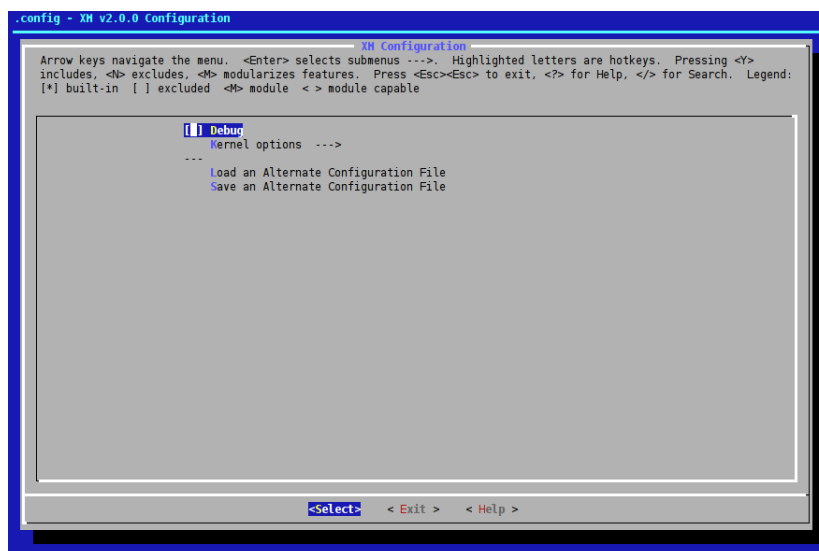 .config - XM v2.0.0 Configuration
XM Configuration
Arrow keys navigate the menu.  <Enter> selects submenus --->.  Highlighted letters are hotkeys.  Pressing <Y>
includes, <N> excludes, <M> modularizes features.  Press <Esc><Esc> to exit, <?> for Help, </> for Search.  Legend:
[*] built-in  [ ] excluded  <M> module  < > module capable
[ ] Debug
Kernel options  --->
---
Load an Alternate Configuration File
Save an Alternate Configuration File
<Select>    < Exit >    < Help >